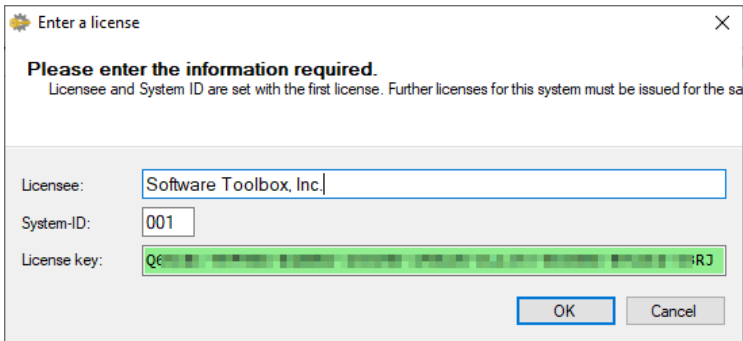 Enter a license
Please enter the information required.
Licensee and System ID are set with the first license. Further licenses for this system must be issued for the sa
Licensee: Software Toolbox, Inc.
System-ID: 001
License key: Q6 3RJ
OK Cancel